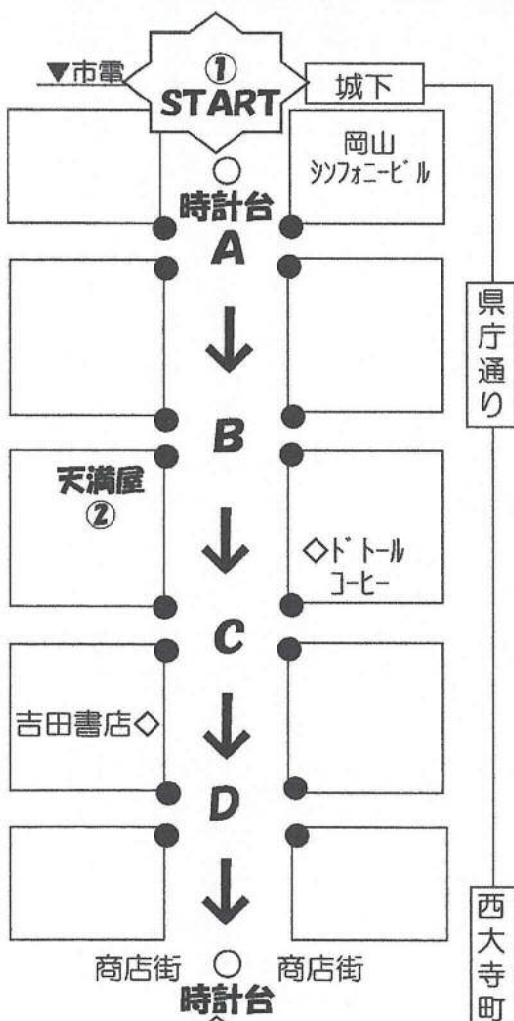 ▼市電
①
START
城下
岡山
シンフォニービル
時計台
A
県庁通り
B
天満屋
②
◇ドトール
コーヒー
C
吉田書店◇
D
西大寺町
商店街
商店街
時計台